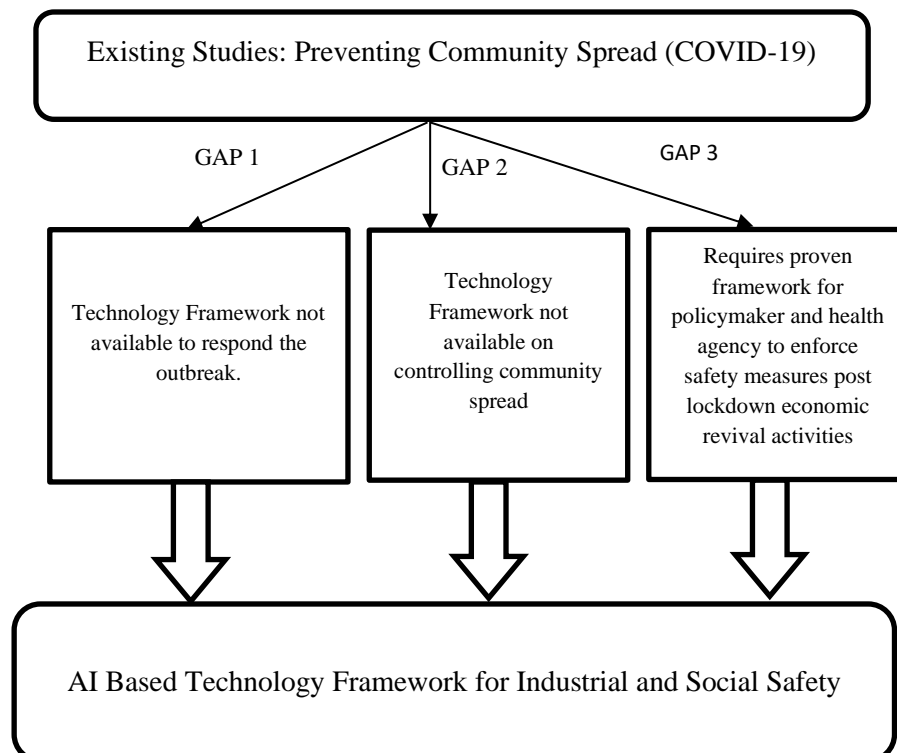 Existing Studies: Preventing Community Spread (COVID-19)
GAP 1
GAP 2
GAP 3
Technology Framework not
available to respond the
outbreak.
Technology
Framework not
available on
controlling community
spread
Requires proven
framework for
policymaker and health
agency to enforce
safety measures post
lockdown economic
revival activities
AI Based Technology Framework for Industrial and Social Safety